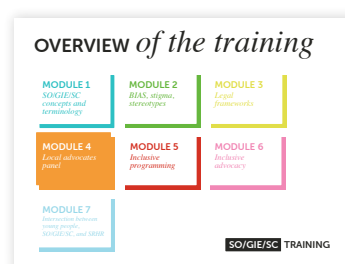 OVERVIEW of the training
MODULE 1
SO/GIE/SC
concepts and
terminology
MODULE 2
BIAS, stigma,
stereotypes
MODULE 3
Legal
frameworks
MODULE 4
Local advocates
panel
MODULE 5
Inclusive
programming
MODULE 6
Inclusive
advocacy
MODULE 7
Interaction between
young people,
SO/GIE/SC, and SRHR
SO/GIE/SC TRAINING